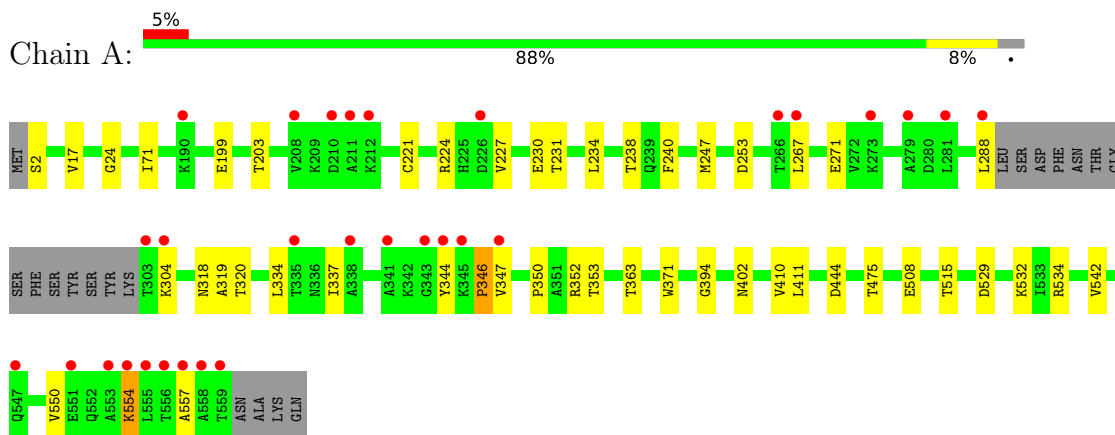 5%
Chain A:
88% 8% •
MET S2 V17 G24 I71 K190 E199 T203 V208 K209 D210 A211 K212 C221 R224 H225 D226 V227 E230 T231 L234 T238 Q239 F240 M247 D253 T266 L267 E271 V272 K273 A279 D280 L281 L288 LEU SER ASP PHE ASN THR GLY
SER PHE SER TYR SER TYR LYS T303 K304 N318 A319 T320 L334 T335 N336 I337 A338 A341 K342 G343 Y344 K345 P346 V347 P350 A351 R352 T353 T363 W371 G394 N402 V410 L411 D444 T475 E508 T515 D529 K532 I533 R534 V542
Q547 V550 E551 Q552 A553 K554 L555 T556 A557 A558 T559 ASN ALA LYS GLN